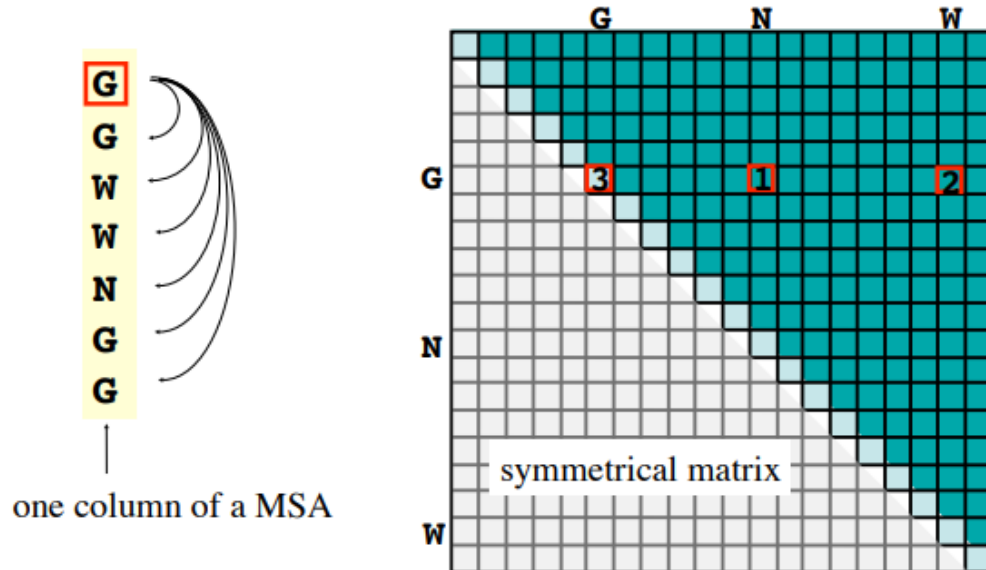 G
G
W
W
N
G
G
one column of a MSA
G N W
G 3 1 2
N
symmetrical matrix
W